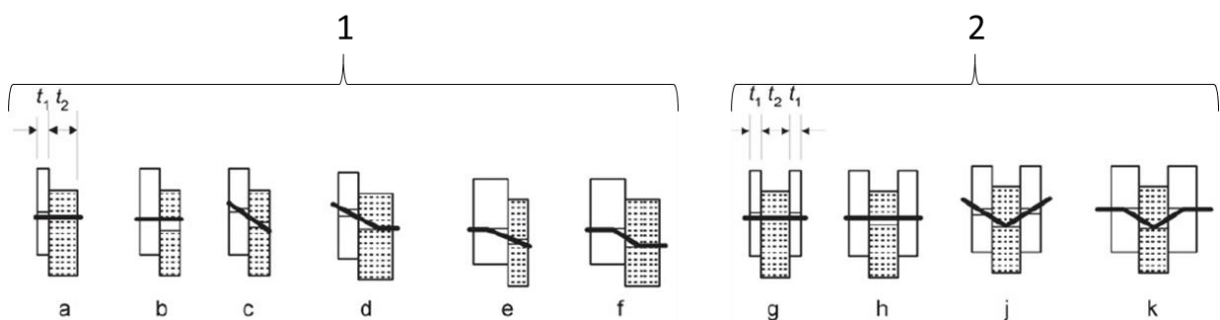 1 2
t₁ t₂ t₁ t₂ t₁
a b c d e f g h j k